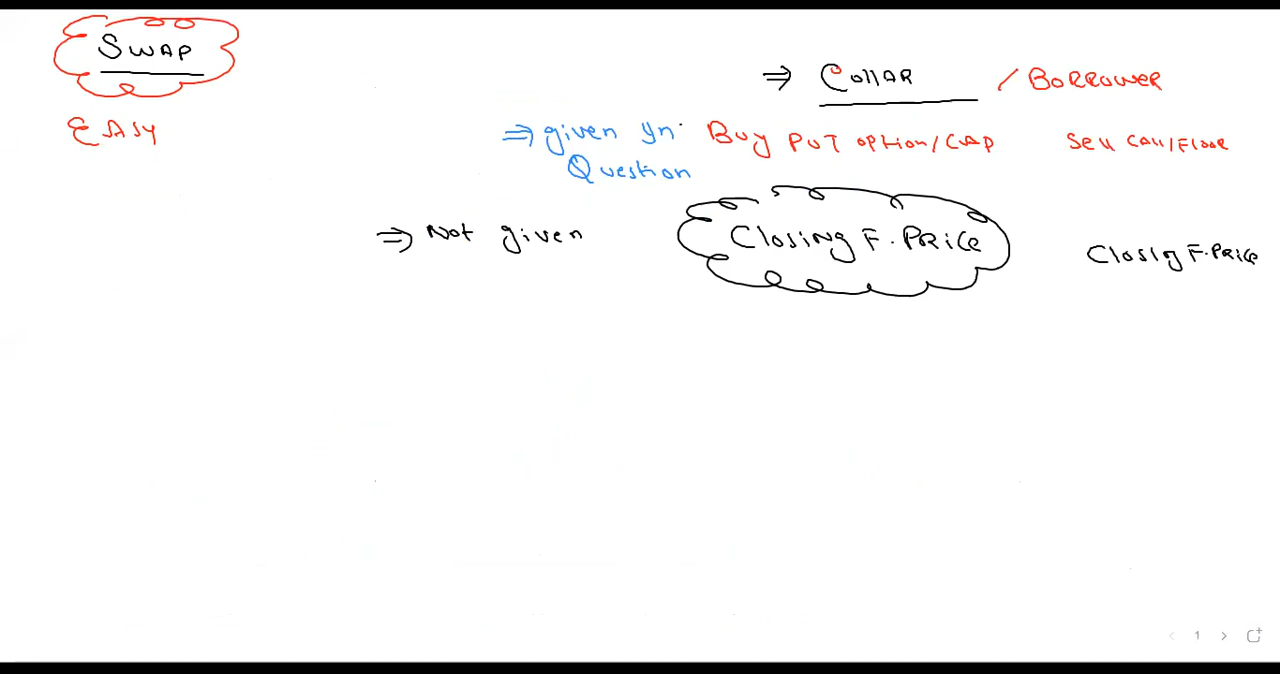 SWAP
EASY
⇒ Collar / Borrower
⇒ given in Buy PUT option/CAP Sell Call/Floor
Question
⇒ Not given Closing F. Price Closing F. Price
1